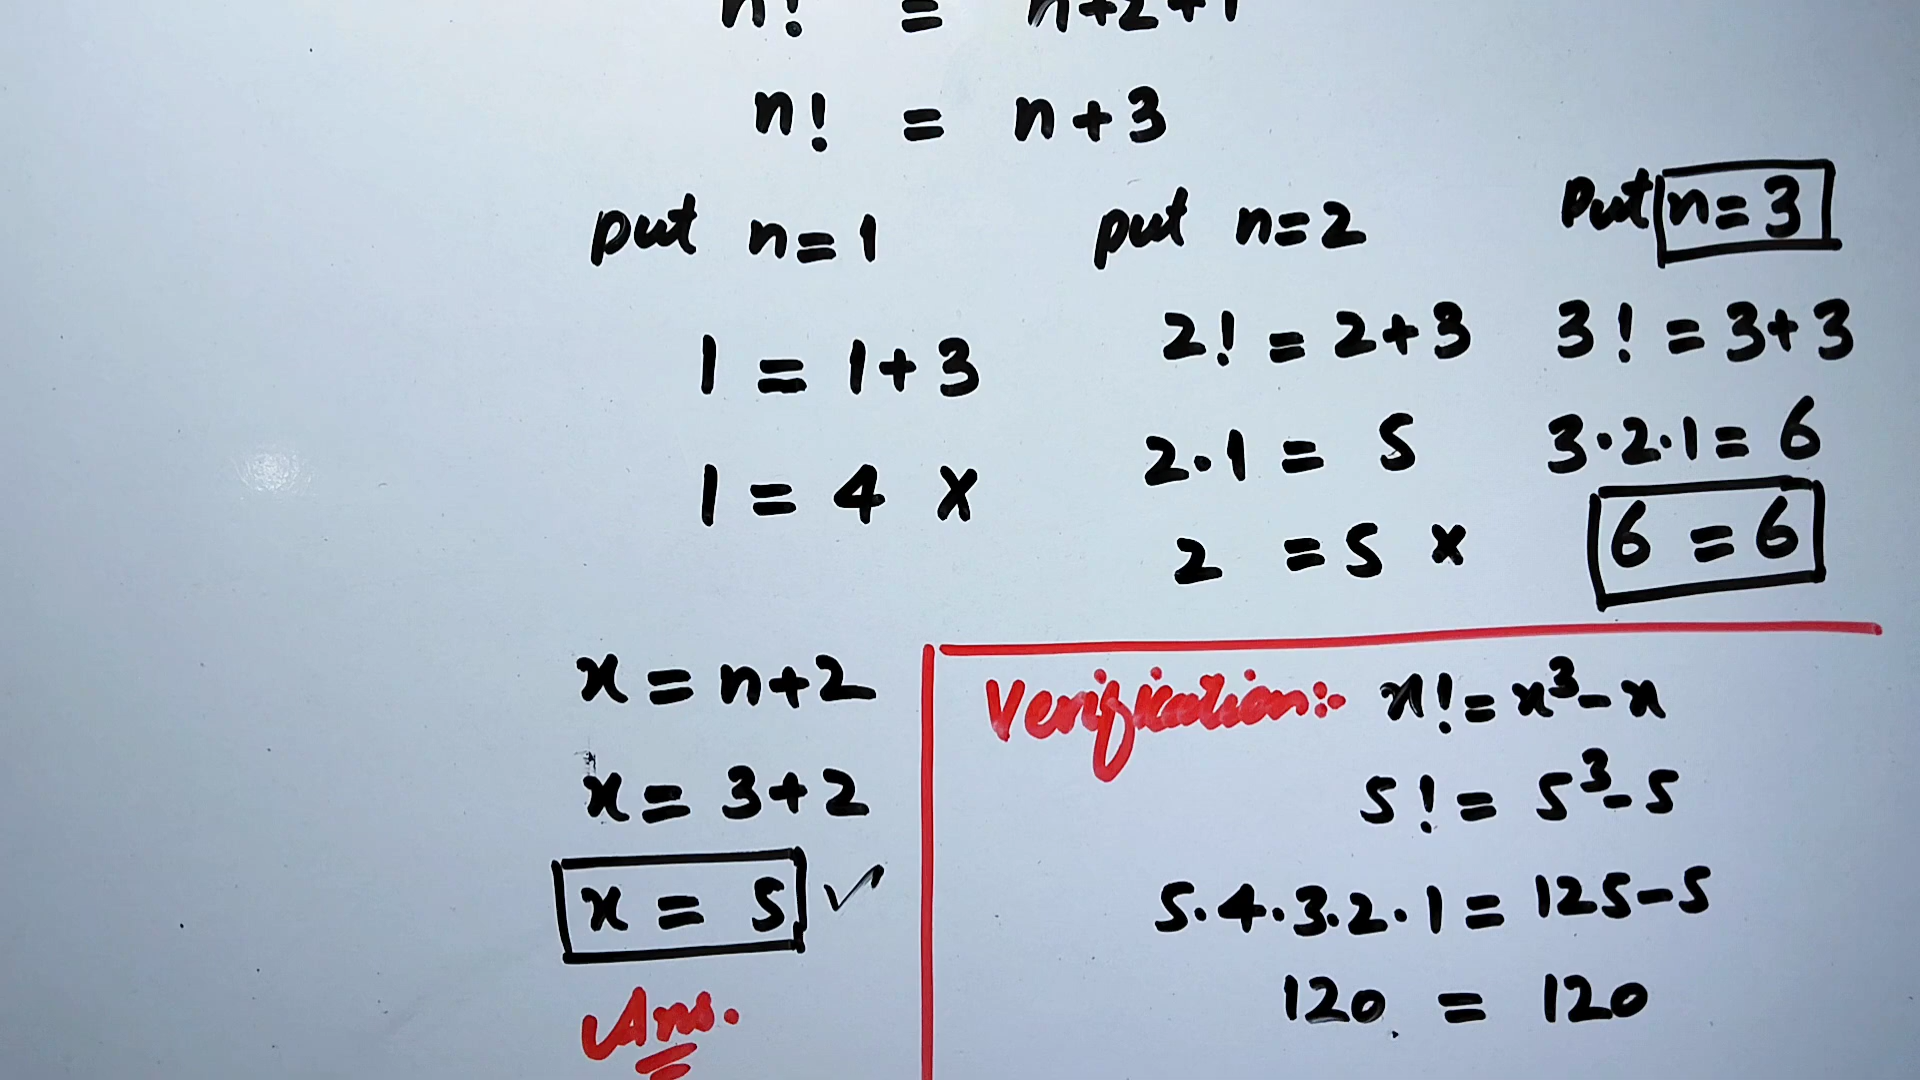 n! = n+2+1
n! = n+3
put n=1
1 = 1+3
1 = 4 X
put n=2
2! = 2+3
2·1 = 5
2 = 5 x
Put n=3
3! = 3+3
3·2·1 = 6
6 = 6
x = n+2
x = 3+2
x = 5 ✓
Ans.
Verification:- x! = x³-x
5! = 5³-5
5·4·3·2·1 = 125-5
120 = 120